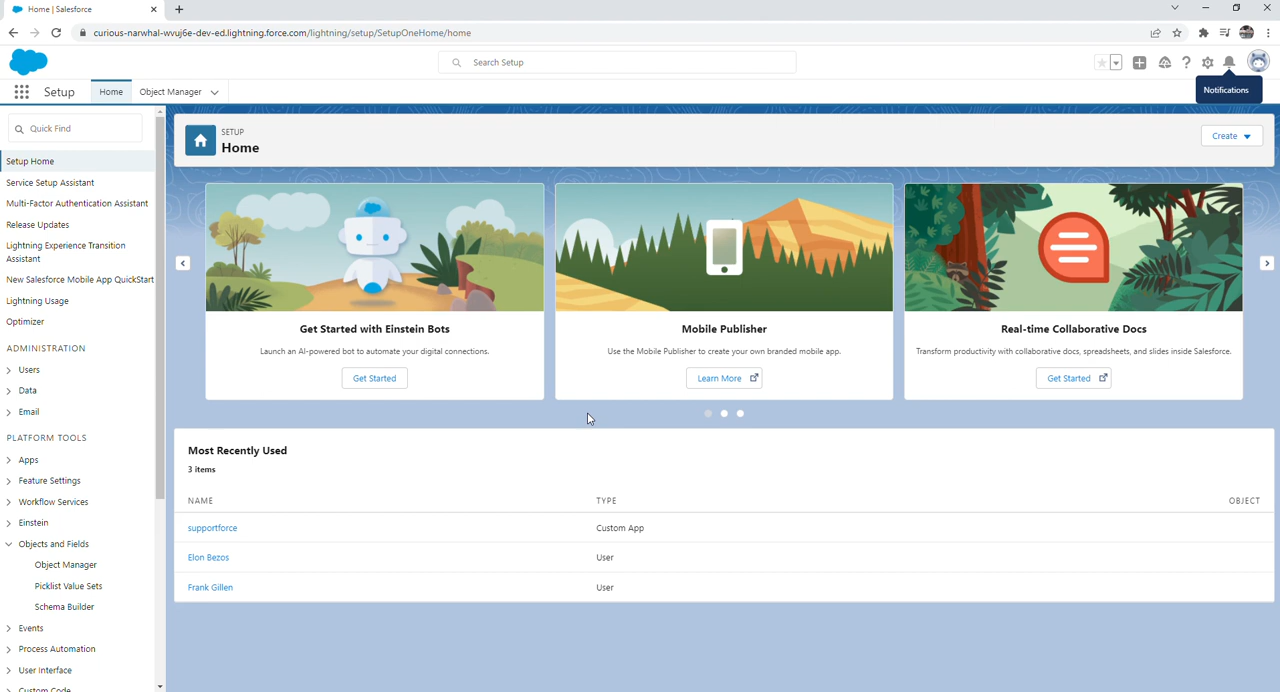 Home | Salesforce
curious-narwhal-wvuj6e-dev-ed.lightning.force.com/lightning/setup/SetupOneHome/home
Search Setup
Setup
Home
Object Manager
Notifications
Quick Find
Setup Home
Service Setup Assistant
Multi-Factor Authentication Assistant
Release Updates
Lightning Experience Transition
Assistant
New Salesforce Mobile App QuickStart
Lightning Usage
Optimizer
ADMINISTRATION
Users
Data
Email
PLATFORM TOOLS
Apps
Feature Settings
Workflow Services
Einstein
Objects and Fields
Object Manager
Picklist Value Sets
Schema Builder
Events
Process Automation
User Interface
Custom Code
SETUP
Home
Create
Get Started with Einstein Bots
Launch an AI-powered bot to automate your digital connections.
Get Started
Mobile Publisher
Use the Mobile Publisher to create your own branded mobile app.
Learn More
Real-time Collaborative Docs
Transform productivity with collaborative docs, spreadsheets, and slides inside Salesforce.
Get Started
Most Recently Used
3 items
NAME TYPE OBJECT
supportforce Custom App
Elon Bezos User
Frank Gillen User